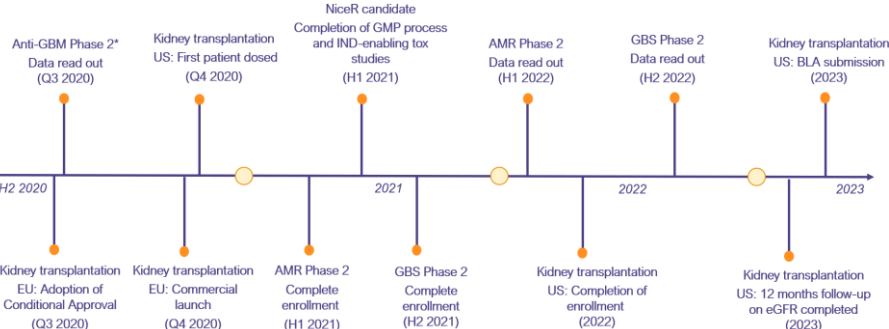 Anti-GBM Phase 2*
Data read out
(Q3 2020)
Kidney transplantation
US: First patient dosed
(Q4 2020)
NiceR candidate
Completion of GMP process
and IND-enabling tox
studies
(H1 2021)
AMR Phase 2
Data read out
(H1 2022)
GBS Phase 2
Data read out
(H2 2022)
Kidney transplantation
US: BLA submission
(2023)
H2 2020
2021
2022
2023
Kidney transplantation
EU: Adoption of
Conditional Approval
(Q3 2020)
Kidney transplantation
EU: Commercial
launch
(Q4 2020)
AMR Phase 2
Complete
enrollment
(H1 2021)
GBS Phase 2
Complete
enrollment
(H2 2021)
Kidney transplantation
US: Completion of
enrollment
(2022)
Kidney transplantation
US: 12 months follow-up
on eGFR completed
(2023)